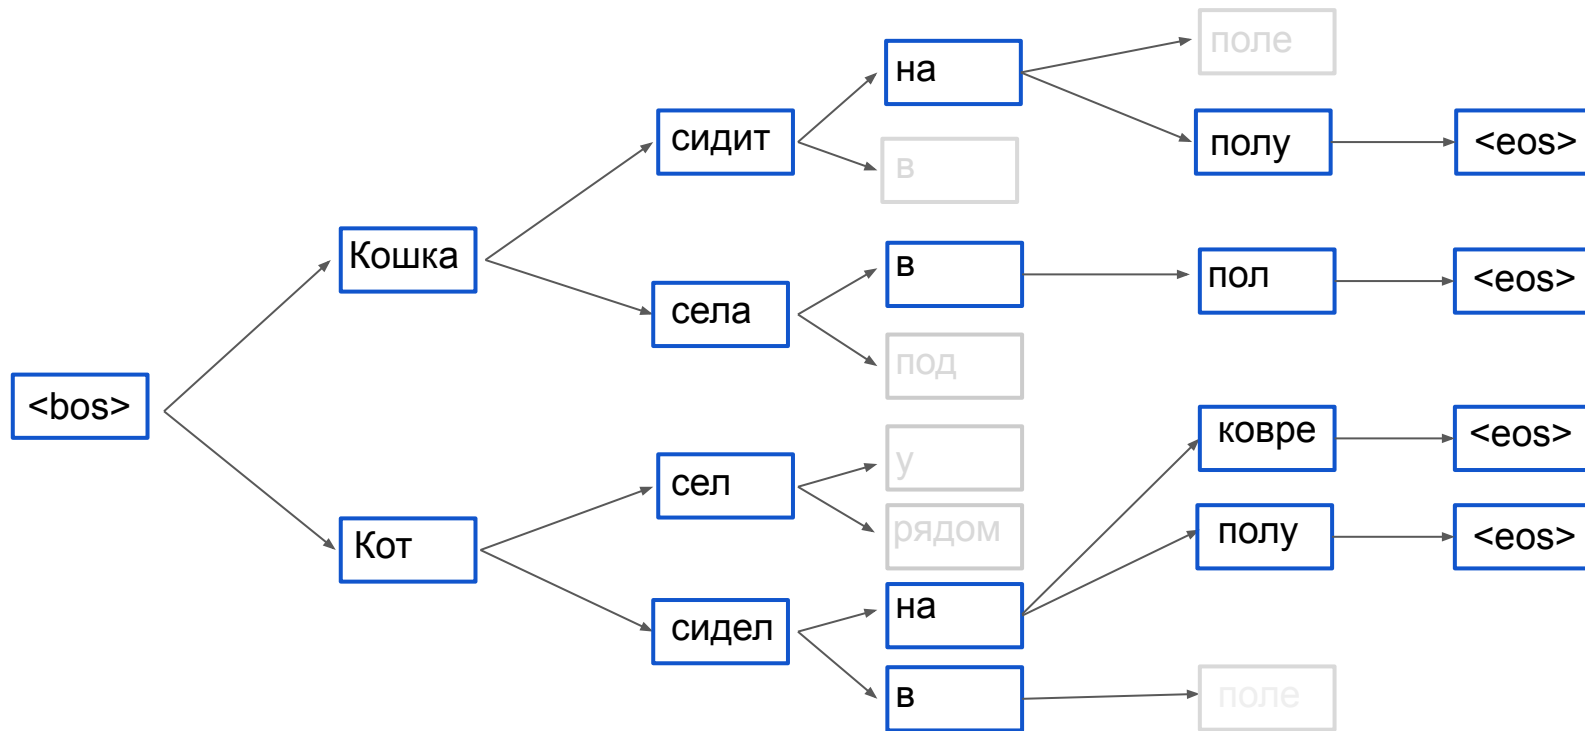 <bos>
Кошка
Кот
сидит
села
сел
сидел
на
в
в
под
у
рядом
на
в
поле
полу
пол
ковре
полу
поле
<eos>
<eos>
<eos>
<eos>